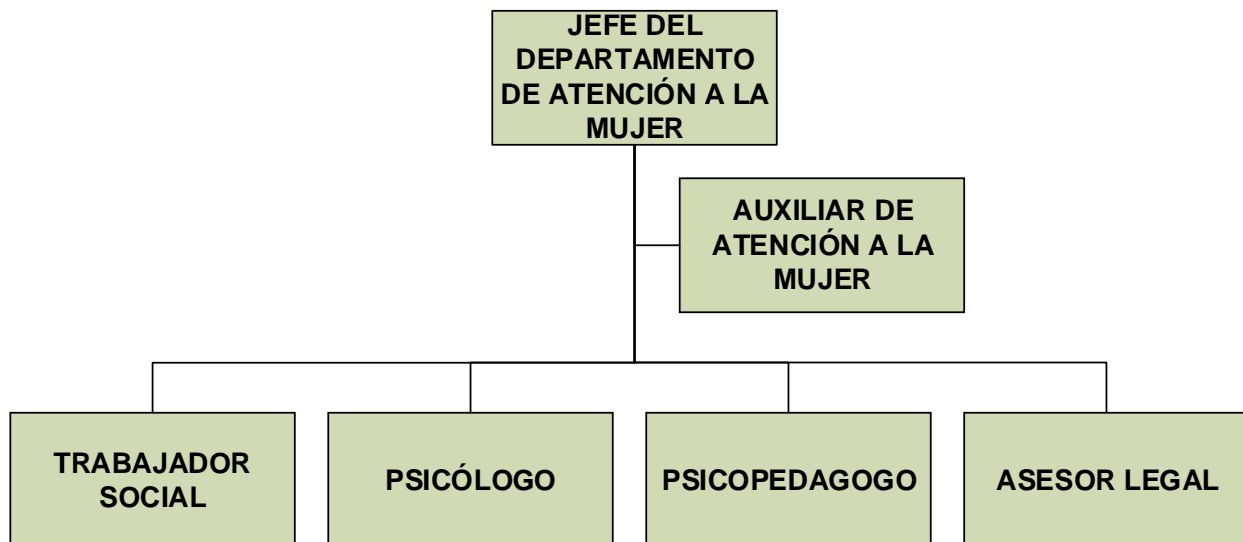 JEFE DEL
DEPARTAMENTO
DE ATENCIÓN A LA
MUJER
AUXILIAR DE
ATENCIÓN A LA
MUJER
TRABAJADOR
SOCIAL
PSICÓLOGO
PSICOPEDAGOGO
ASESOR LEGAL